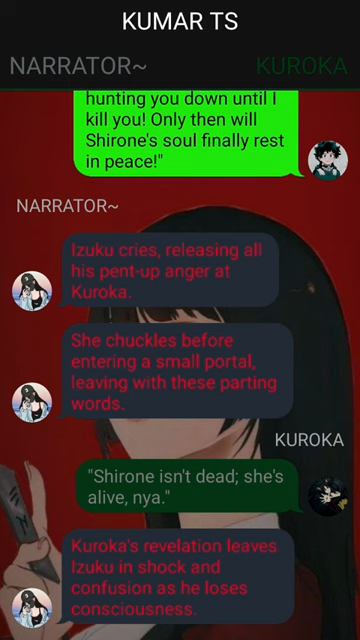 KUMAR TS
NARRATOR~ KUROKA
hunting you down until I
kill you! Only then will
Shirone's soul finally rest
in peace!"
NARRATOR~
Izuku cries, releasing all
his pent-up anger at
Kuroka.
She chuckles before
entering a small portal,
leaving with these parting
words.
KUROKA
"Shirone isn't dead; she's
alive, nya."
Kuroka's revelation leaves
Izuku in shock and
confusion as he loses
consciousness.